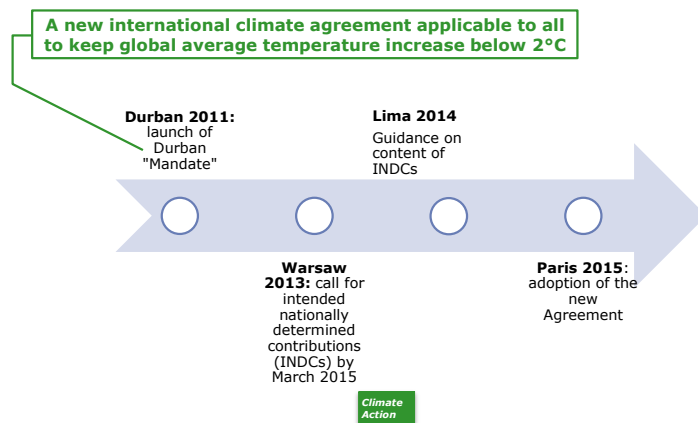 A new international climate agreement applicable to all
to keep global average temperature increase below 2°C
Durban 2011:
launch of
Durban
"Mandate"
Lima 2014
Guidance on
content of
INDCs
Warsaw
2013: call for
intended
nationally
determined
contributions
(INDCs) by
March 2015
Paris 2015:
adoption of the
new
Agreement
Climate
Action